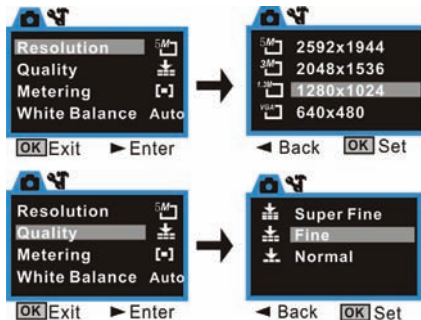 Resolution 5M
Quality
Metering [•]
White Balance Auto
OK Exit ► Enter
5M 2592x1944
3M 2048x1536
1.3M 1280x1024
VGA 640x480
◄ Back OK Set
Resolution 5M
Quality
Metering [•]
White Balance Auto
OK Exit ► Enter
Super Fine
Fine
Normal
◄ Back OK Set